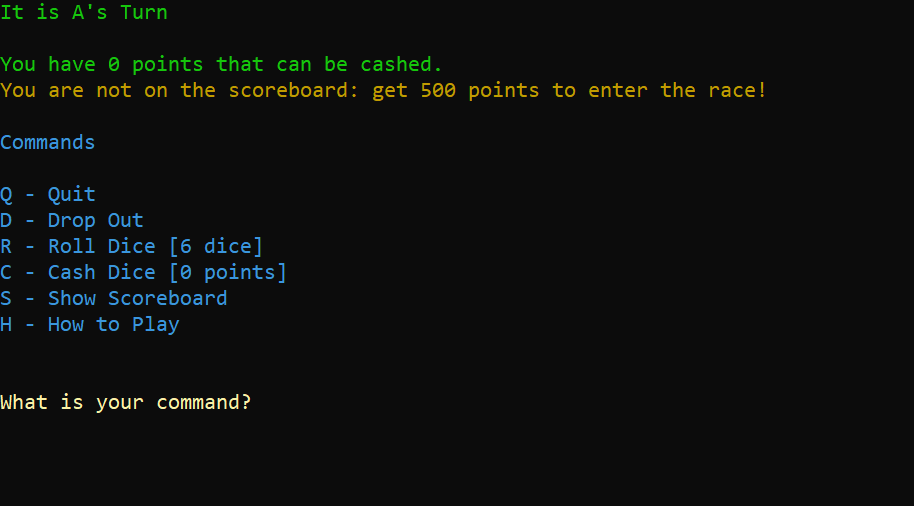 It is A's Turn
You have 0 points that can be cashed.
You are not on the scoreboard: get 500 points to enter the race!
Commands
Q - Quit
D - Drop Out
R - Roll Dice [6 dice]
C - Cash Dice [0 points]
S - Show Scoreboard
H - How to Play
What is your command?